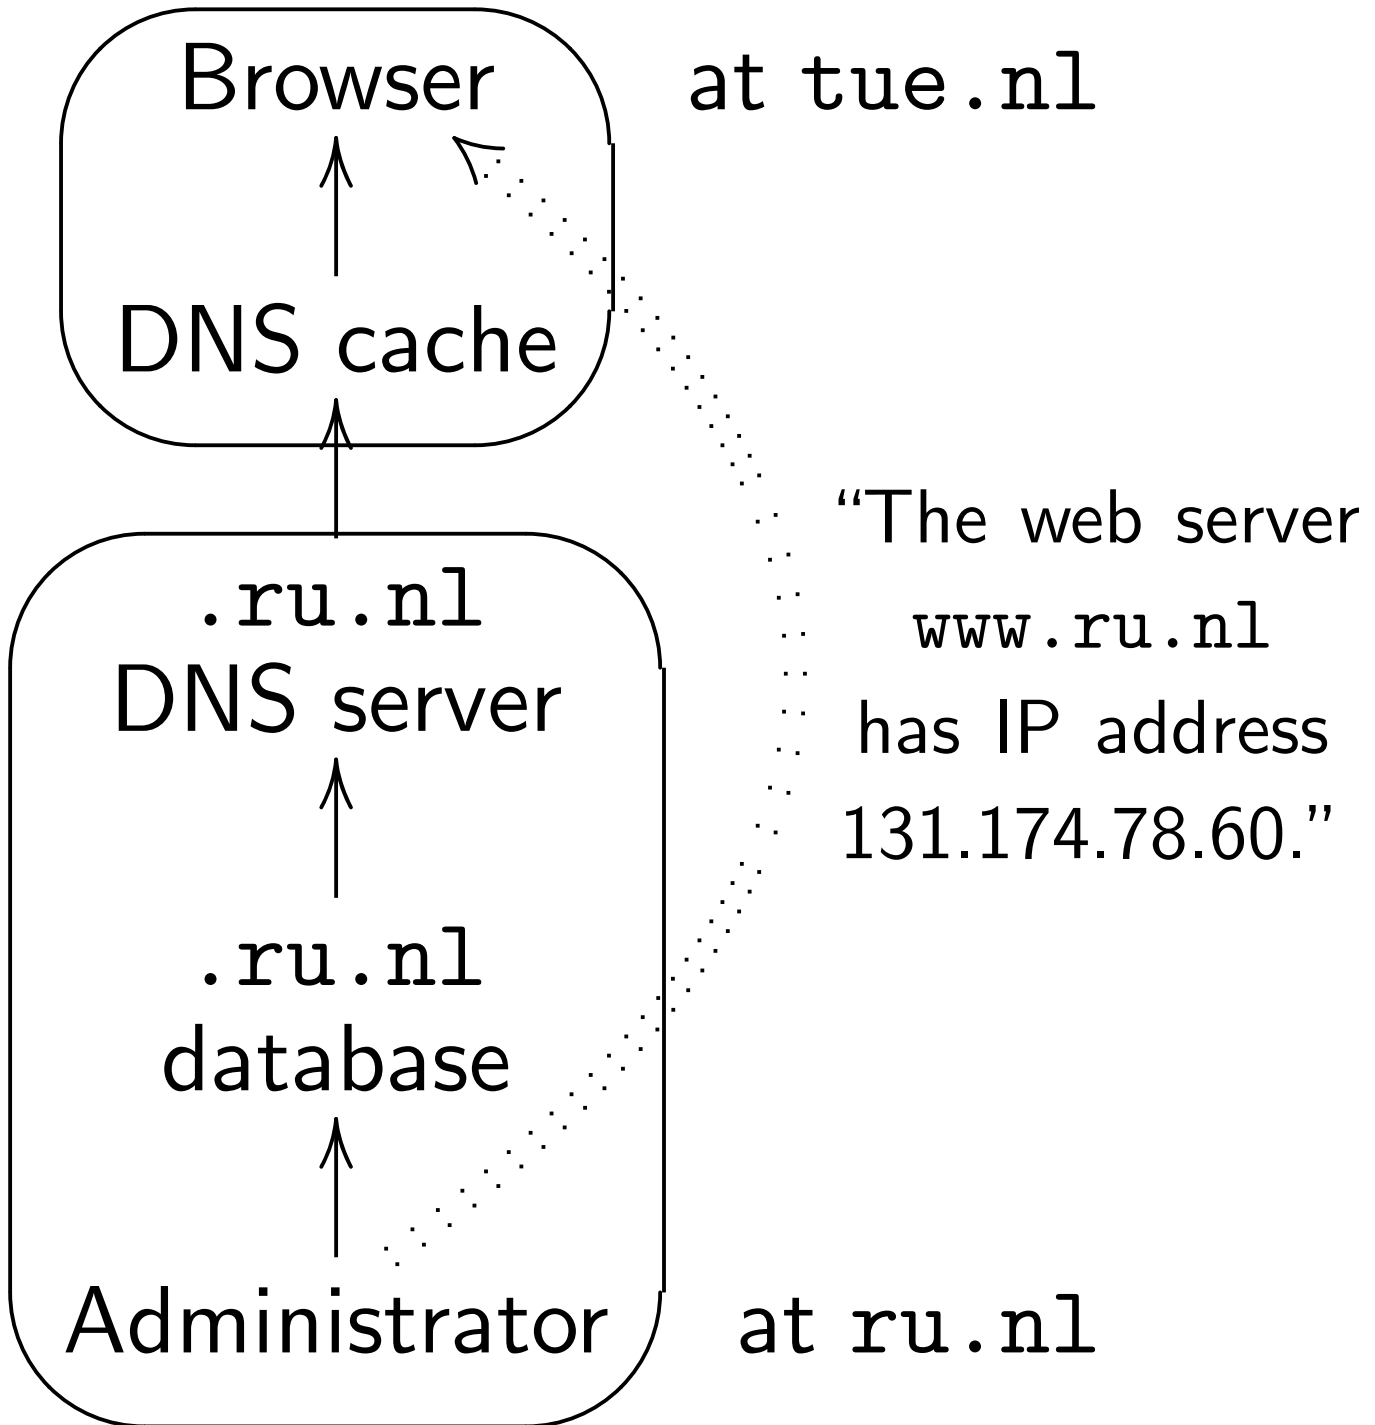 Browser
at tue.nl
DNS cache
“The web server
www.ru.nl
has IP address
131.174.78.60.”
.ru.nl
DNS server
.ru.nl
database
Administrator
at ru.nl